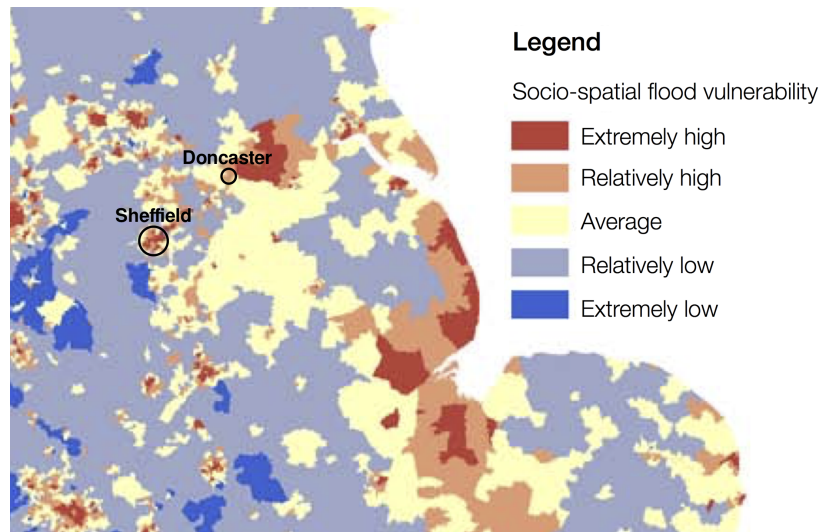 Legend
Socio-spatial flood vulnerability
Extremely high
Relatively high
Average
Relatively low
Extremely low
Doncaster
Sheffield